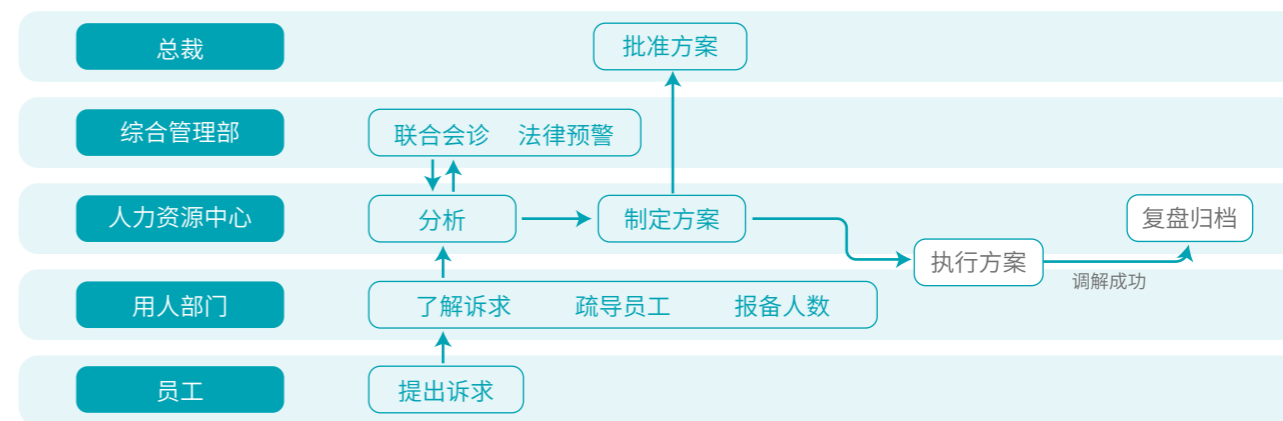 总裁
批准方案
综合管理部
联合会诊 法律预警
人力资源中心
分析
制定方案
复盘归档
执行方案
调解成功
用人部门
了解诉求 疏导员工 报备人数
员工
提出诉求